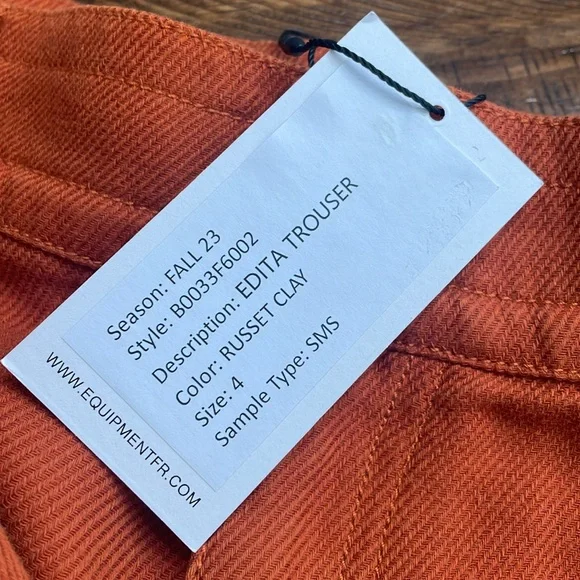 Season: FALL 23
Style: B0033F6002
Description: EDITA TROUSER
Color: RUSSET CLAY
Size: 4
Sample Type: SMS
WWW.EQUIPMENTFR.COM